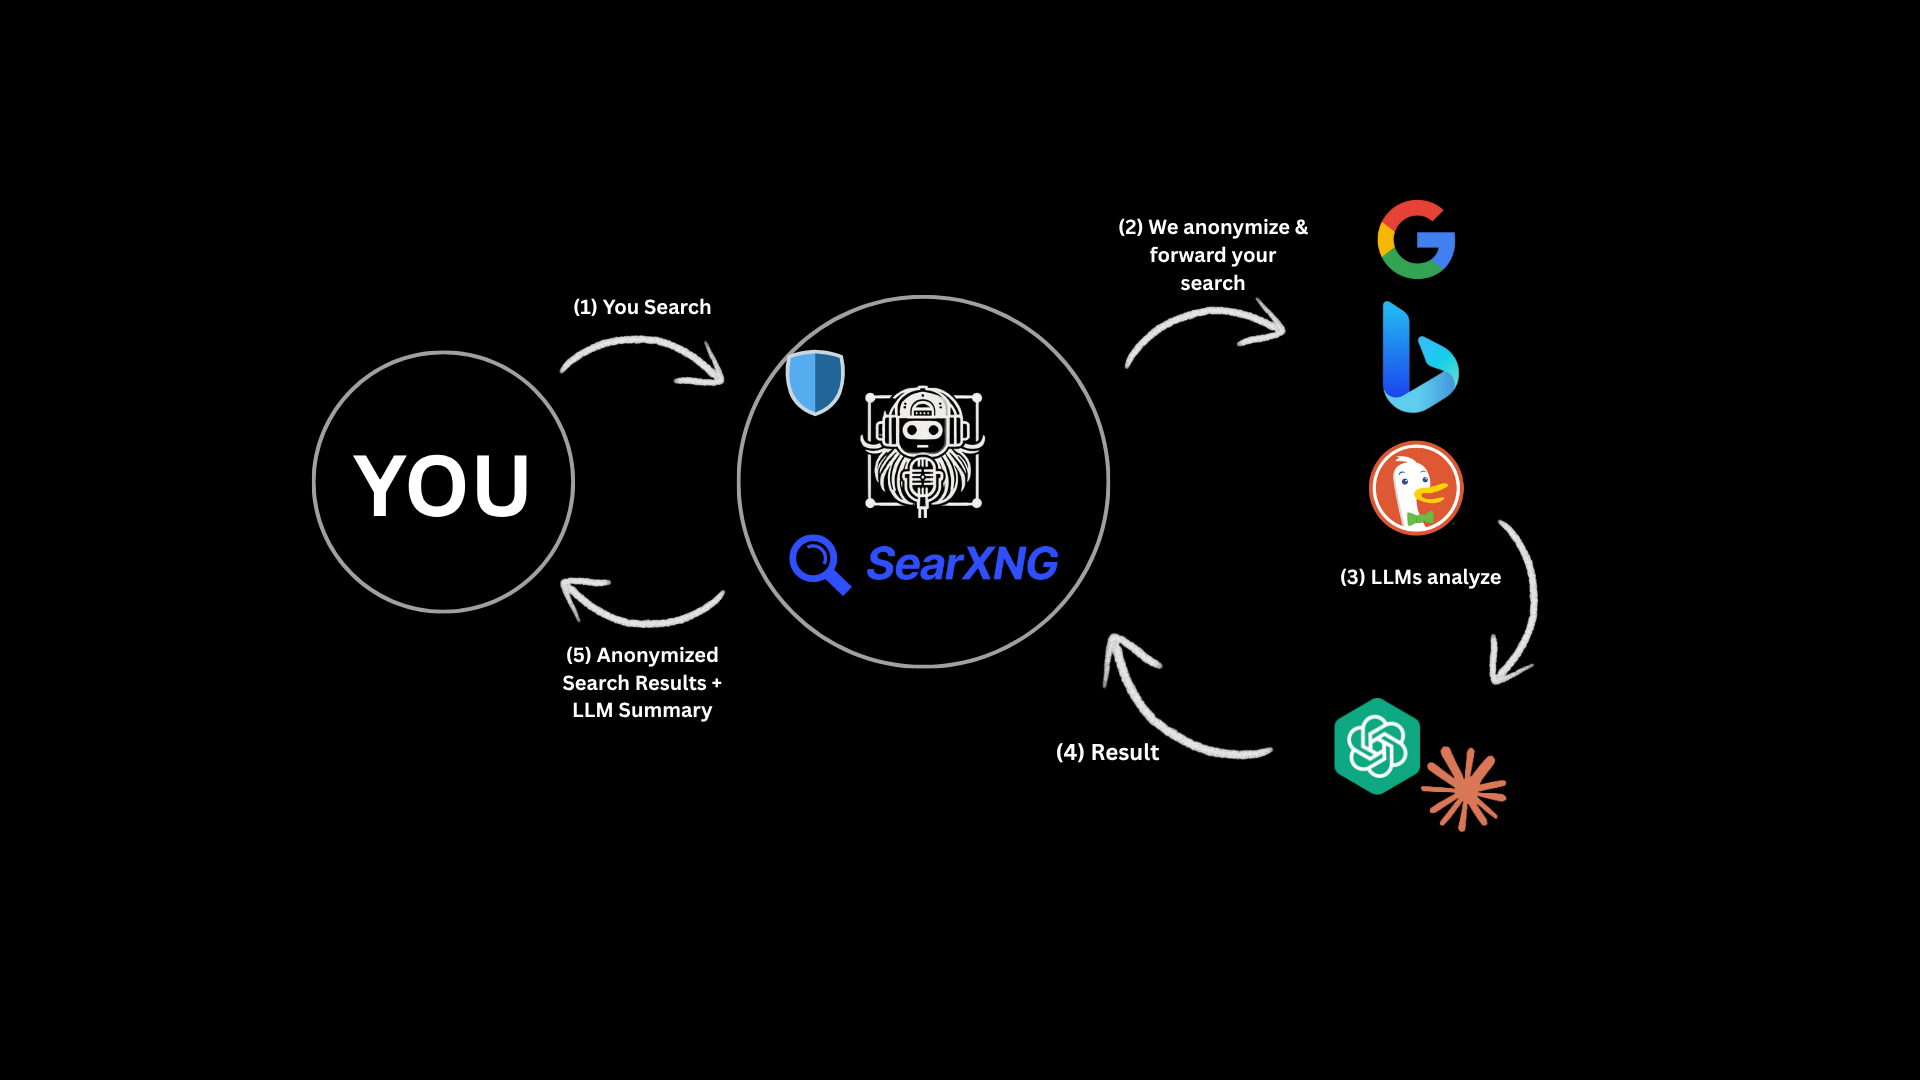 (1) You Search
(2) We anonymize &
forward your
search
YOU
SearXNG
(3) LLMs analyze
(4) Result
(5) Anonymized
Search Results +
LLM Summary